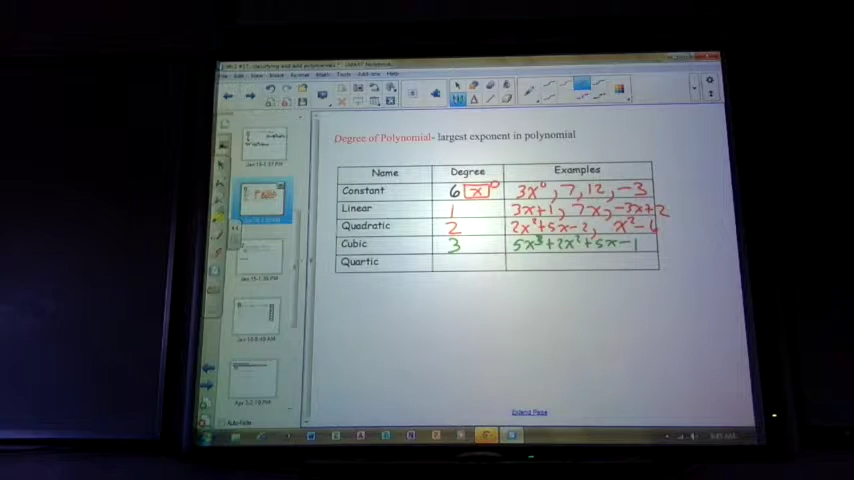 Degree of Polynomial- largest exponent in polynomial
Name Degree Examples
Constant 6 x⁰ 3x⁰, 7, 12, -3
Linear 1 3x+1, 7x, -3x+2
Quadratic 2 2x²+5x-2, x²-6
Cubic 3 5x³+2x²+5x-1
Quartic
Extend Page